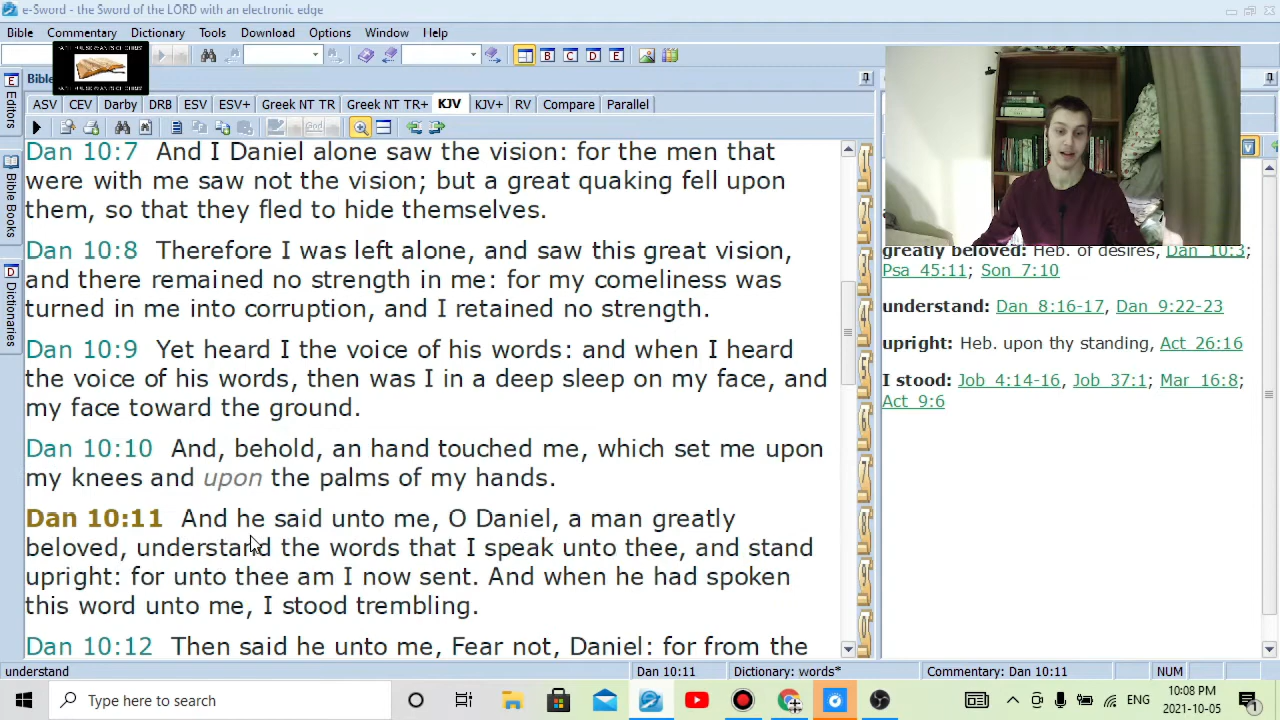 e-Sword - the Sword of the LORD with an electronic edge
Bible Commentary Dictionary Tools Download Options Window Help
Bible
ASV CEV Darby DRB ESV ESV+ Greek NT TR Greek NT TR+ KJV KJV+ RV Compare Parallel
Editors
Bible Books
Dictionaries
Dan 10:7 And I Daniel alone saw the vision: for the men that
were with me saw not the vision; but a great quaking fell upon
them, so that they fled to hide themselves.
Dan 10:8 Therefore I was left alone, and saw this great vision,
and there remained no strength in me: for my comeliness was
turned in me into corruption, and I retained no strength.
Dan 10:9 Yet heard I the voice of his words: and when I heard
the voice of his words, then was I in a deep sleep on my face, and
my face toward the ground.
Dan 10:10 And, behold, an hand touched me, which set me upon
my knees and upon the palms of my hands.
Dan 10:11 And he said unto me, O Daniel, a man greatly
beloved, understand the words that I speak unto thee, and stand
upright: for unto thee am I now sent. And when he had spoken
this word unto me, I stood trembling.
Dan 10:12 Then said he unto me, Fear not, Daniel: for from the
greatly beloved: Heb. of desires, Dan 10:3;
Psa 45:11; Son 7:10
understand: Dan 8:16-17, Dan 9:22-23
upright: Heb. upon thy standing, Act 26:16
I stood: Job 4:14-16, Job 37:1; Mar 16:8;
Act 9:6
understand Dan 10:11 Dictionary: words* Commentary: Dan 10:11 NUM
Type here to search
ENG
10:08 PM
2021-10-05